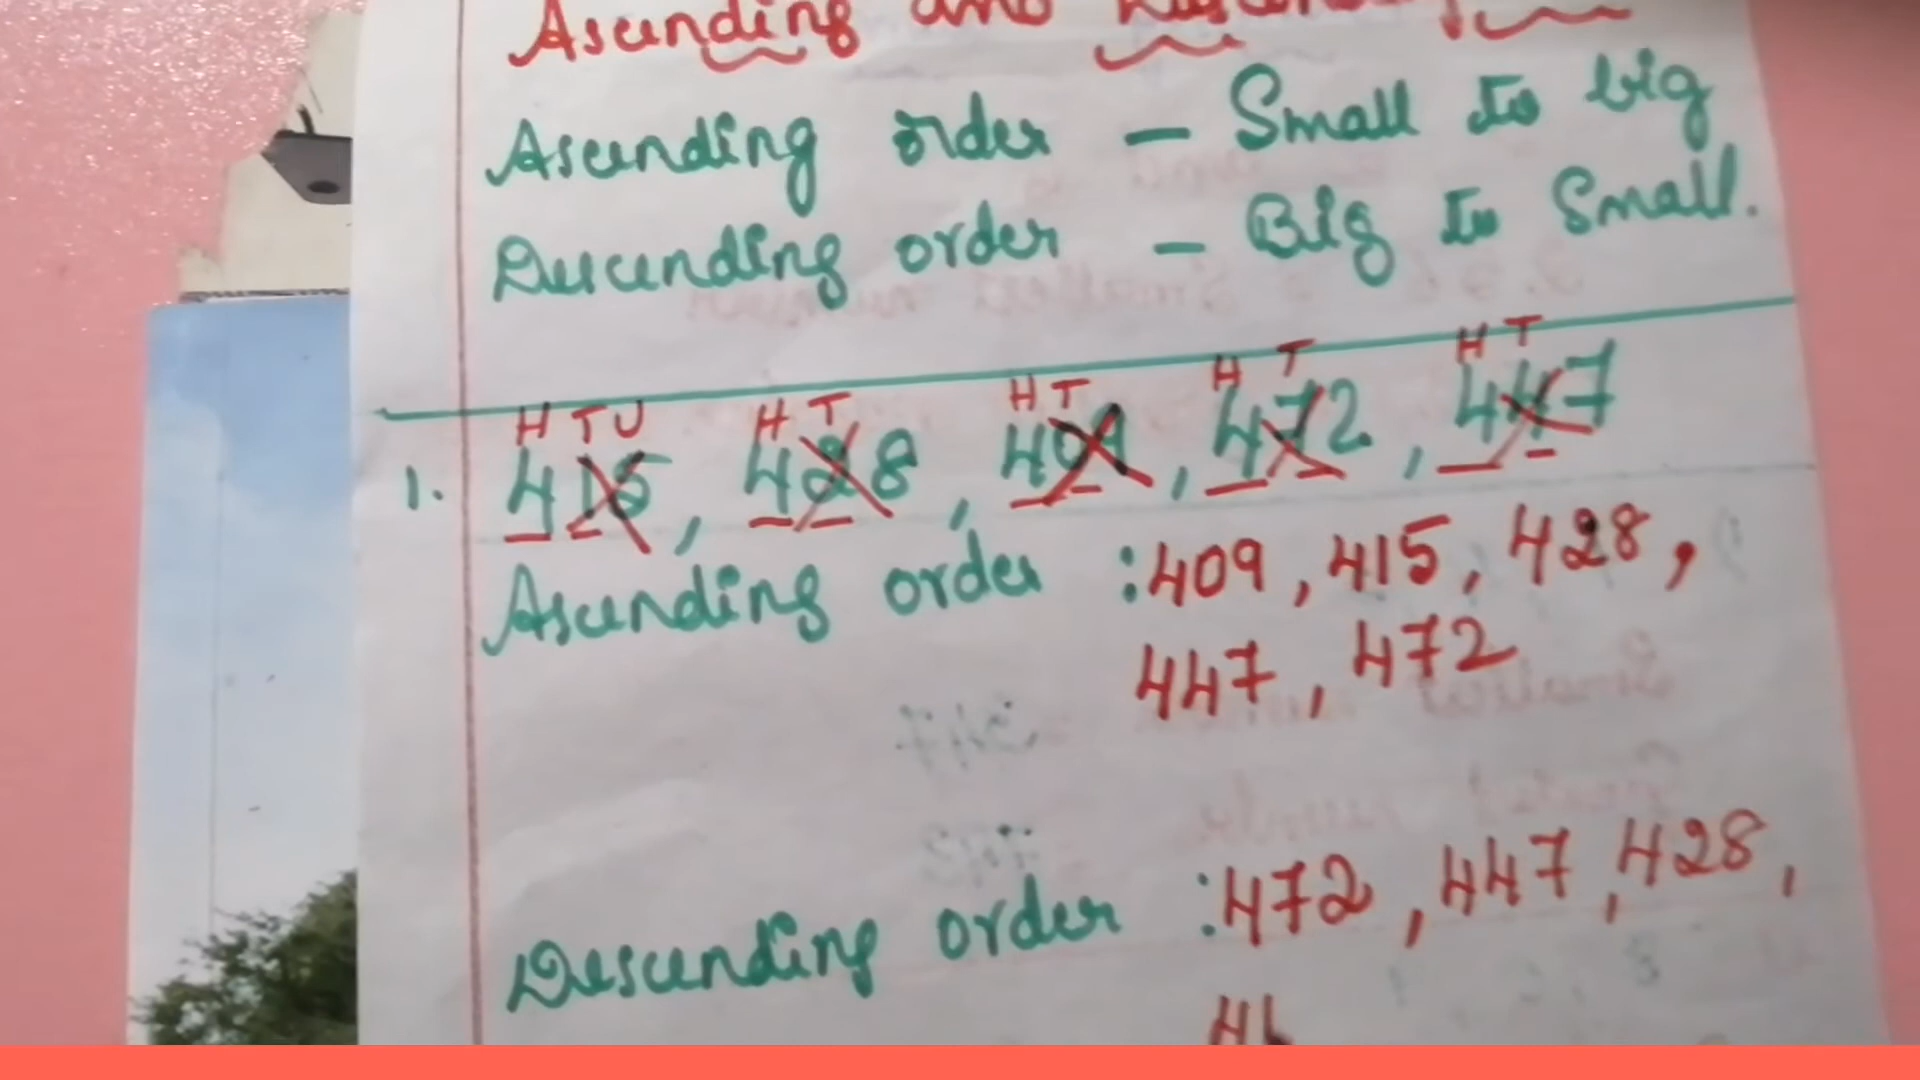 Ascending and
Ascending order - Small to big
Descending order - Big to Small.
H T U H T H T H T H T
1. 415, 428, 409, 472, 447
Ascending order : 409, 415, 428,
447, 472
Descending order : 472, 447, 428,